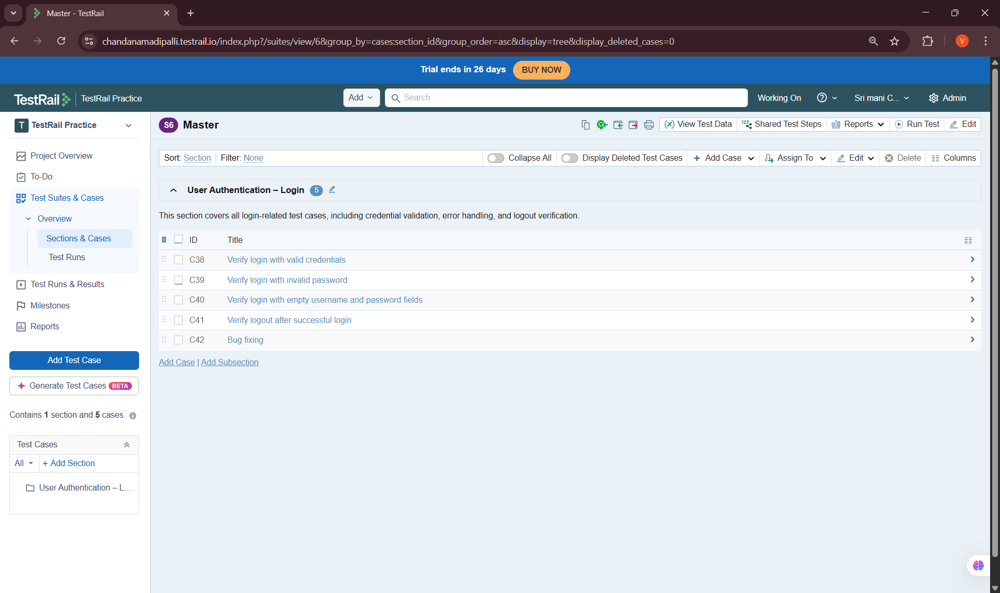 Master - TestRail
chandanamadipalli.testrail.io/index.php?/suites/view/6&group_by=cases:section_id&group_order=asc&display=tree&display_deleted_cases=0
V
Trial ends in 26 days BUY NOW
TestRail TestRail Practice Add Search Working On ? Sri mani C... Admin
T TestRail Practice
S6 Master View Test Data 123 Shared Test Steps Reports Run Test Edit
Project Overview
To-Do
Test Suites & Cases
Overview
Sections & Cases
Test Runs
Test Runs & Results
Milestones
Reports
Add Test Case
Generate Test Cases BETA
Contains 1 section and 5 cases. i
Test Cases
All + Add Section
User Authentication – L...
Sort: Section Filter: None Collapse All Display Deleted Test Cases + Add Case Assign To Edit Delete Columns
User Authentication – Login 5
This section covers all login-related test cases, including credential validation, error handling, and logout verification.
ID Title
C38 Verify login with valid credentials
C39 Verify login with invalid password
C40 Verify login with empty username and password fields
C41 Verify logout after successful login
C42 Bug fixing
Add Case | Add Subsection